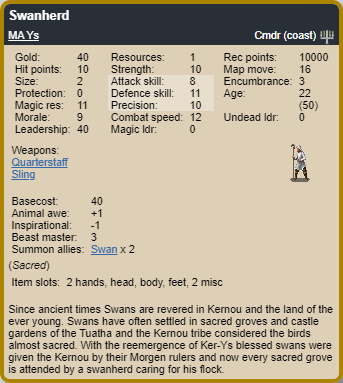 Swanherd
MA Ys Cmdr (coast)
Gold: 40 Resources: 1 Rec points: 10000
Hit points: 10 Strength: 10 Map move: 16
Size: 2 Attack skill: 8 Encumbrance: 3
Protection: 0 Defence skill: 11 Age: 22
Magic res: 11 Precision: 10 (50)
Morale: 9 Combat speed: 12 Undead ldr: 0
Leadership: 40 Magic ldr: 0
Weapons:
Quarterstaff
Sling
Basecost: 40
Animal awe: +1
Inspirational: -1
Beast master: 3
Summon allies: Swan x 2
(Sacred)
Item slots: 2 hands, head, body, feet, 2 misc
Since ancient times Swans are revered in Kernou and the land of the
ever young. Swans have often settled in sacred groves and castle
gardens of the Tuatha and the Kernou tribe considered the birds
almost sacred. With the reemergence of Ker-Ys blessed swans were
given the Kernou by their Morgen rulers and now every sacred grove
is attended by a swanherd caring for his flock.